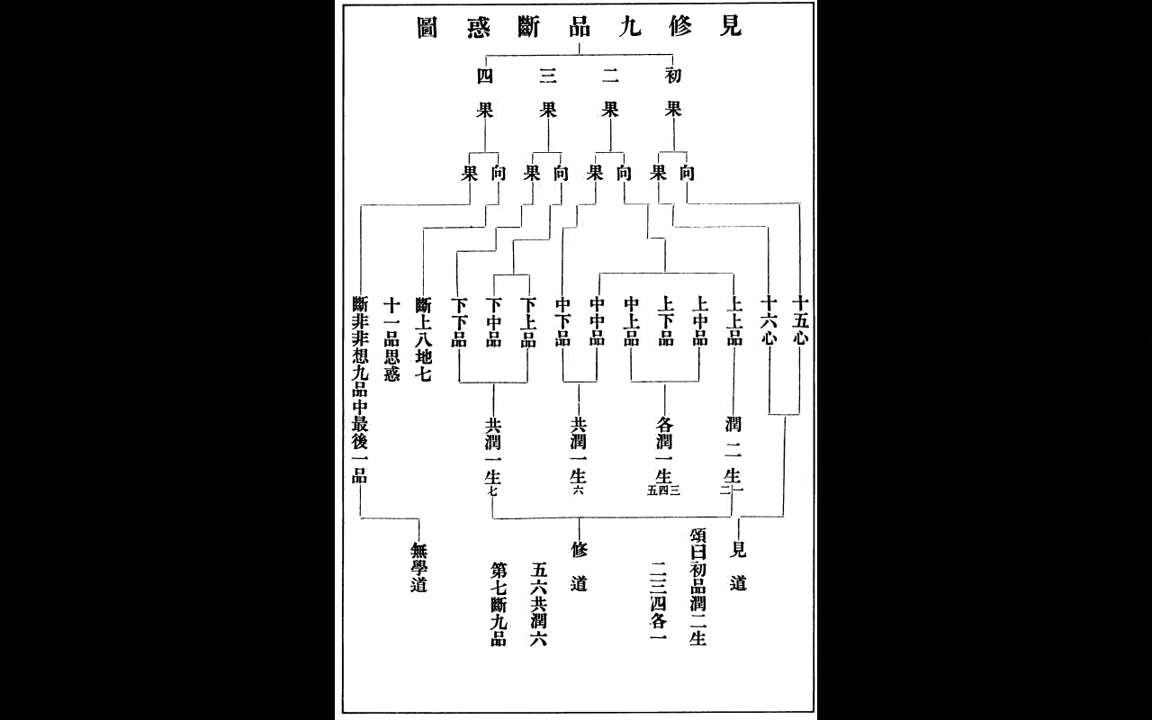 見修九品斷惑圖
初果
二果
三果
四果
向
果
向
果
向
果
向
果
十五心
十六心
上上品
上中品
上下品
中上品
中中品
中下品
下上品
下中品
下下品
斷上八地七
十一品思惑
斷非非想九品中最後一品
潤二生
一二
各潤一生
三四五
共潤一生
六
共潤一生
七
見道
頌曰初品潤二生
二三四各一
修道
五六共潤六
第七斷九品
無學道